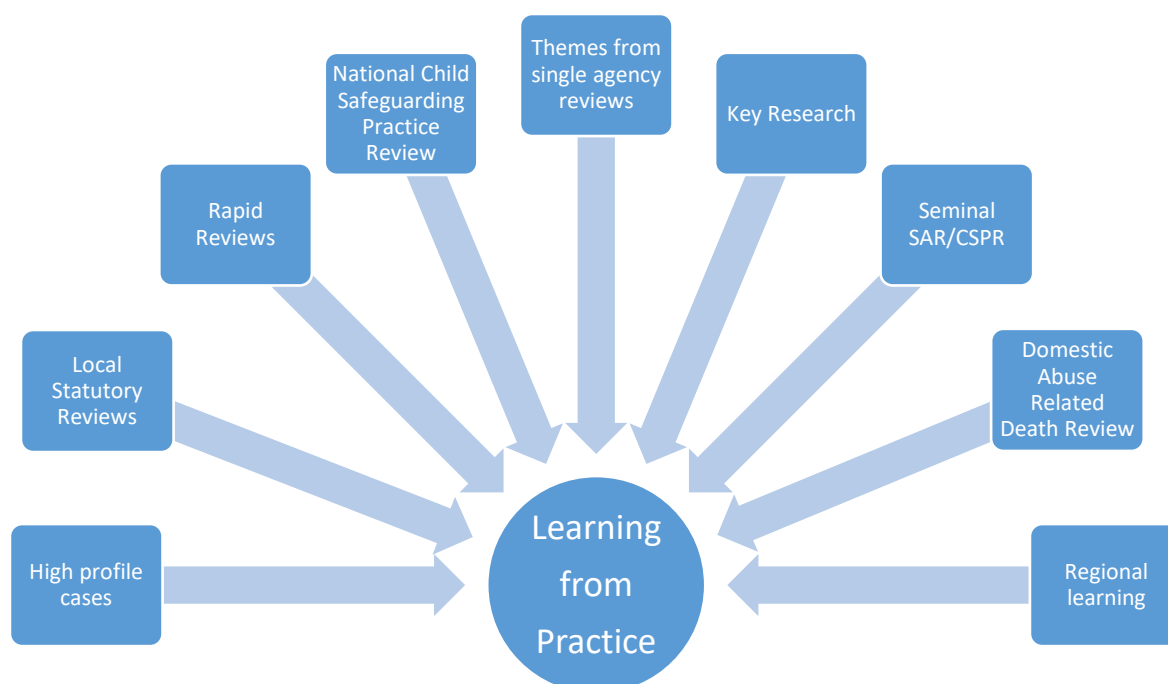 Themes from
single agency
reviews
National Child
Safeguarding
Practice
Review
Key Research
Rapid
Reviews
Seminal
SAR/CSPR
Local
Statutory
Reviews
Domestic
Abuse
Related
Death Review
High profile
cases
Learning
from
Practice
Regional
learning